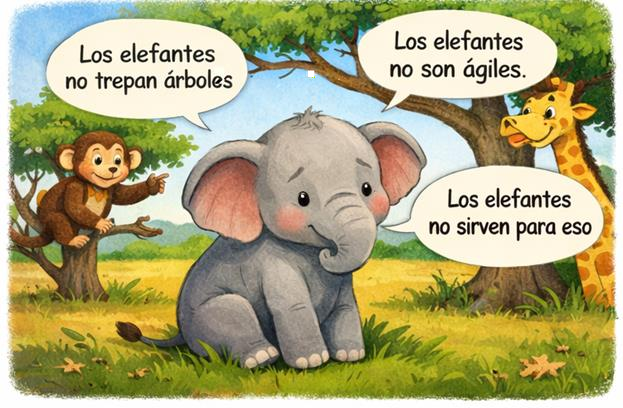 Los elefantes
no trepan árboles
Los elefantes
no son ágiles.
Los elefantes
no sirven para eso